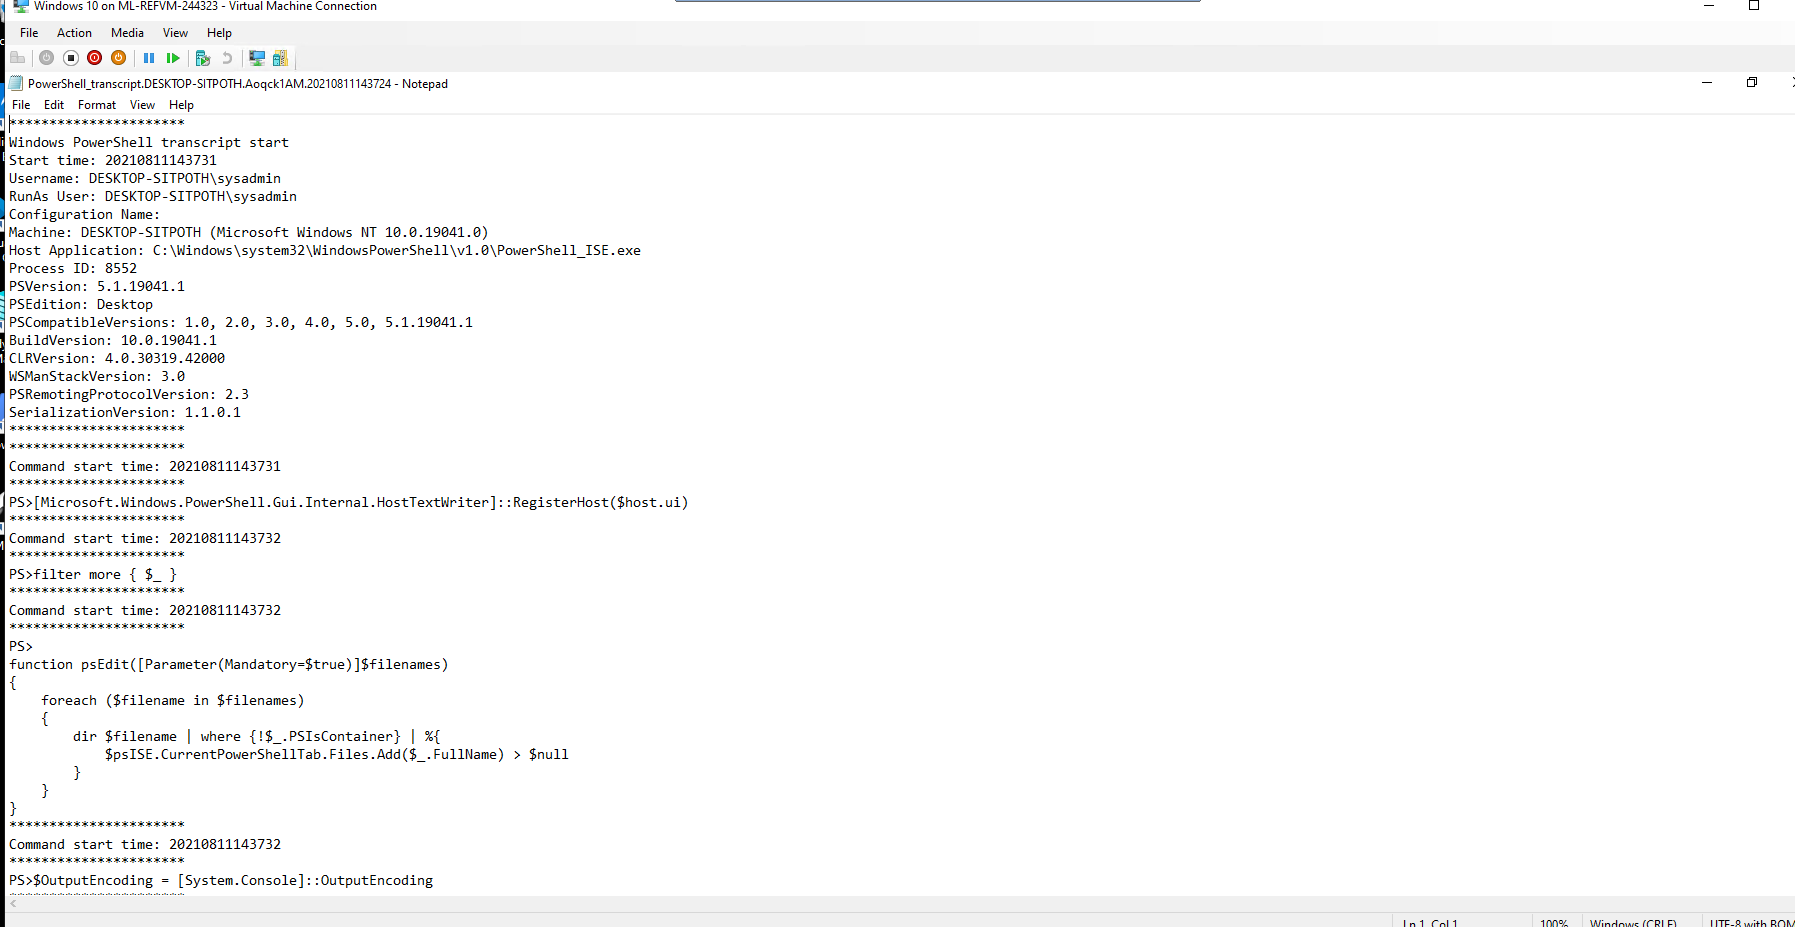 Windows 10 on ML-REFVM-244323 - Virtual Machine Connection
File Action Media View Help
PowerShell_transcript.DESKTOP-SITPOTH.Aoqck1AM.20210811143724 - Notepad
File Edit Format View Help
**********************
Windows PowerShell transcript start
Start time: 20210811143731
Username: DESKTOP-SITPOTH\sysadmin
RunAs User: DESKTOP-SITPOTH\sysadmin
Configuration Name:
Machine: DESKTOP-SITPOTH (Microsoft Windows NT 10.0.19041.0)
Host Application: C:\Windows\system32\WindowsPowerShell\v1.0\PowerShell_ISE.exe
Process ID: 8552
PSVersion: 5.1.19041.1
PSEdition: Desktop
PSCompatibleVersions: 1.0, 2.0, 3.0, 4.0, 5.0, 5.1.19041.1
BuildVersion: 10.0.19041.1
CLRVersion: 4.0.30319.42000
WSManStackVersion: 3.0
PSRemotingProtocolVersion: 2.3
SerializationVersion: 1.1.0.1
**********************
**********************
Command start time: 20210811143731
**********************
PS>[Microsoft.Windows.PowerShell.Gui.Internal.HostTextWriter]::RegisterHost($host.ui)
**********************
Command start time: 20210811143732
**********************
PS>filter more { $_ }
**********************
Command start time: 20210811143732
**********************
PS>
function psEdit([Parameter(Mandatory=$true)]$filenames)
{
    foreach ($filename in $filenames)
    {
        dir $filename | where {!$_.PSIsContainer} | %{
            $psISE.CurrentPowerShellTab.Files.Add($_.FullName) > $null
        }
    }
}
**********************
Command start time: 20210811143732
**********************
PS>$OutputEncoding = [System.Console]::OutputEncoding
**********************
Ln 1, Col 1 100% Windows (CRLF) UTF-8 with BOM